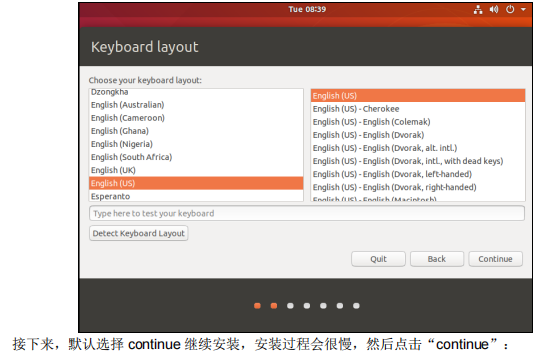 Tue 08:39
Keyboard layout
Choose your keyboard layout:
Dzongkha
English (Australian)
English (Cameroon)
English (Ghana)
English (Nigeria)
English (South Africa)
English (UK)
English (US)
Esperanto
English (US)
English (US) - Cherokee
English (US) - English (Colemak)
English (US) - English (Dvorak)
English (US) - English (Dvorak, alt. intl.)
English (US) - English (Dvorak, intl., with dead keys)
English (US) - English (Dvorak, left-handed)
English (US) - English (Dvorak, right-handed)
English (US) - English (Macintosh)
Type here to test your keyboard
Detect Keyboard Layout
Quit
Back
Continue
接下来，默认选择 continue 继续安装，安装过程会很慢，然后点击“continue”：